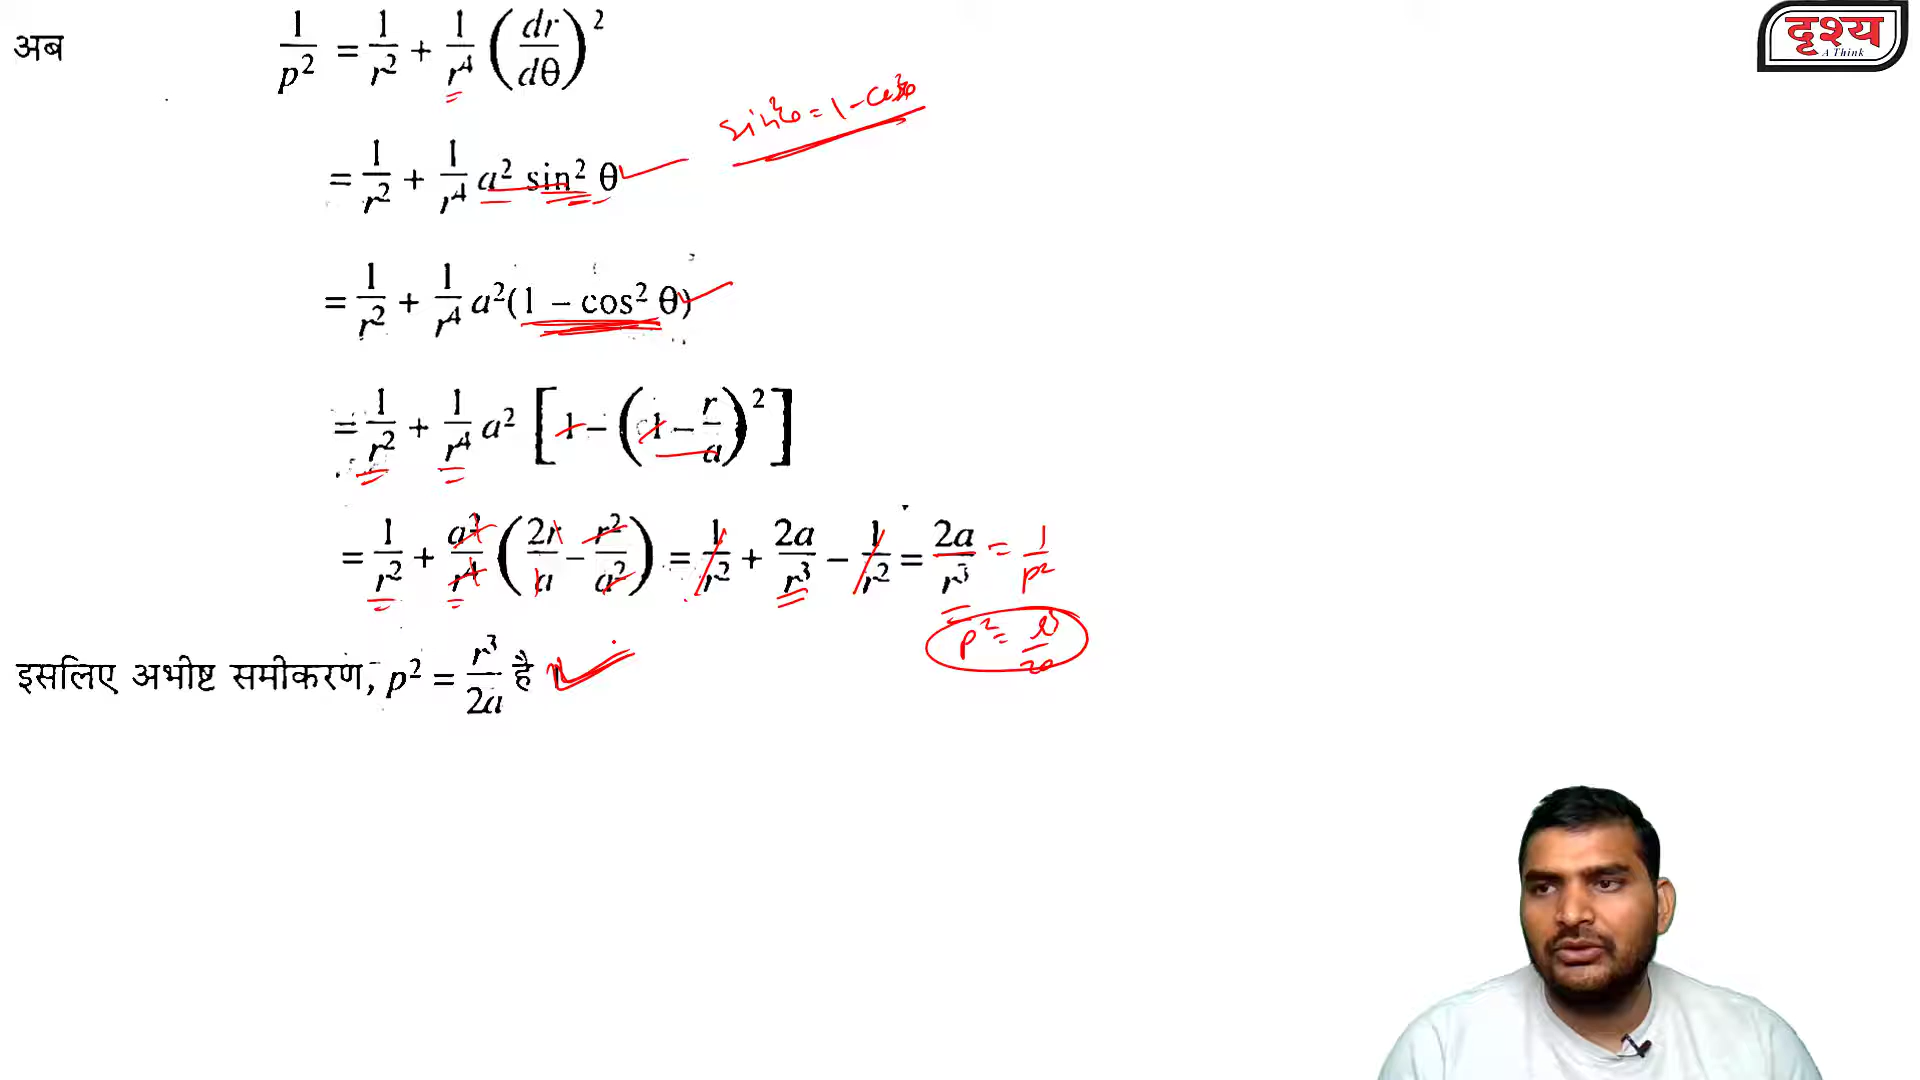 दृश्य
A Think
अब 1/p² = 1/r² + 1/r⁴ (dr/dθ)²
sin²θ = 1 - cos²θ
= 1/r² + 1/r⁴ a² sin² θ
= 1/r² + 1/r⁴ a²(1 – cos² θ)
= 1/r² + 1/r⁴ a² [1 – (1 – r/a)²]
= 1/r² + a²/r⁴ (2r/a – r²/a²) = 1/r² + 2a/r³ – 1/r² = 2a/r³ = 1/p²
p² = r³/2a
इसलिए अभीष्ट समीकरण, p² = r³/2a है ।